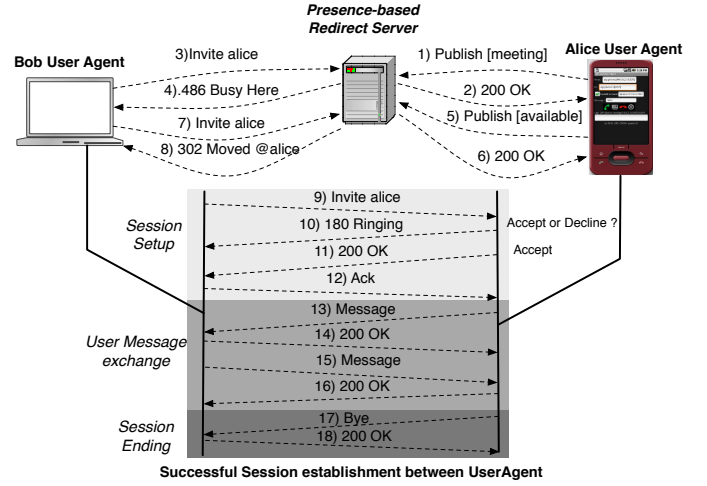 Presence-based
Redirect Server
Bob User Agent
Alice User Agent
3)Invite alice
1) Publish [meeting]
4).486 Busy Here
2) 200 OK
7) Invite alice
5) Publish [available]
8) 302 Moved @alice
6) 200 OK
9) Invite alice
Session
Setup
10) 180 Ringing
Accept or Decline ?
11) 200 OK
Accept
12) Ack
13) Message
User Message
exchange
14) 200 OK
15) Message
16) 200 OK
17) Bye
Session
Ending
18) 200 OK
Successful Session establishment between UserAgent